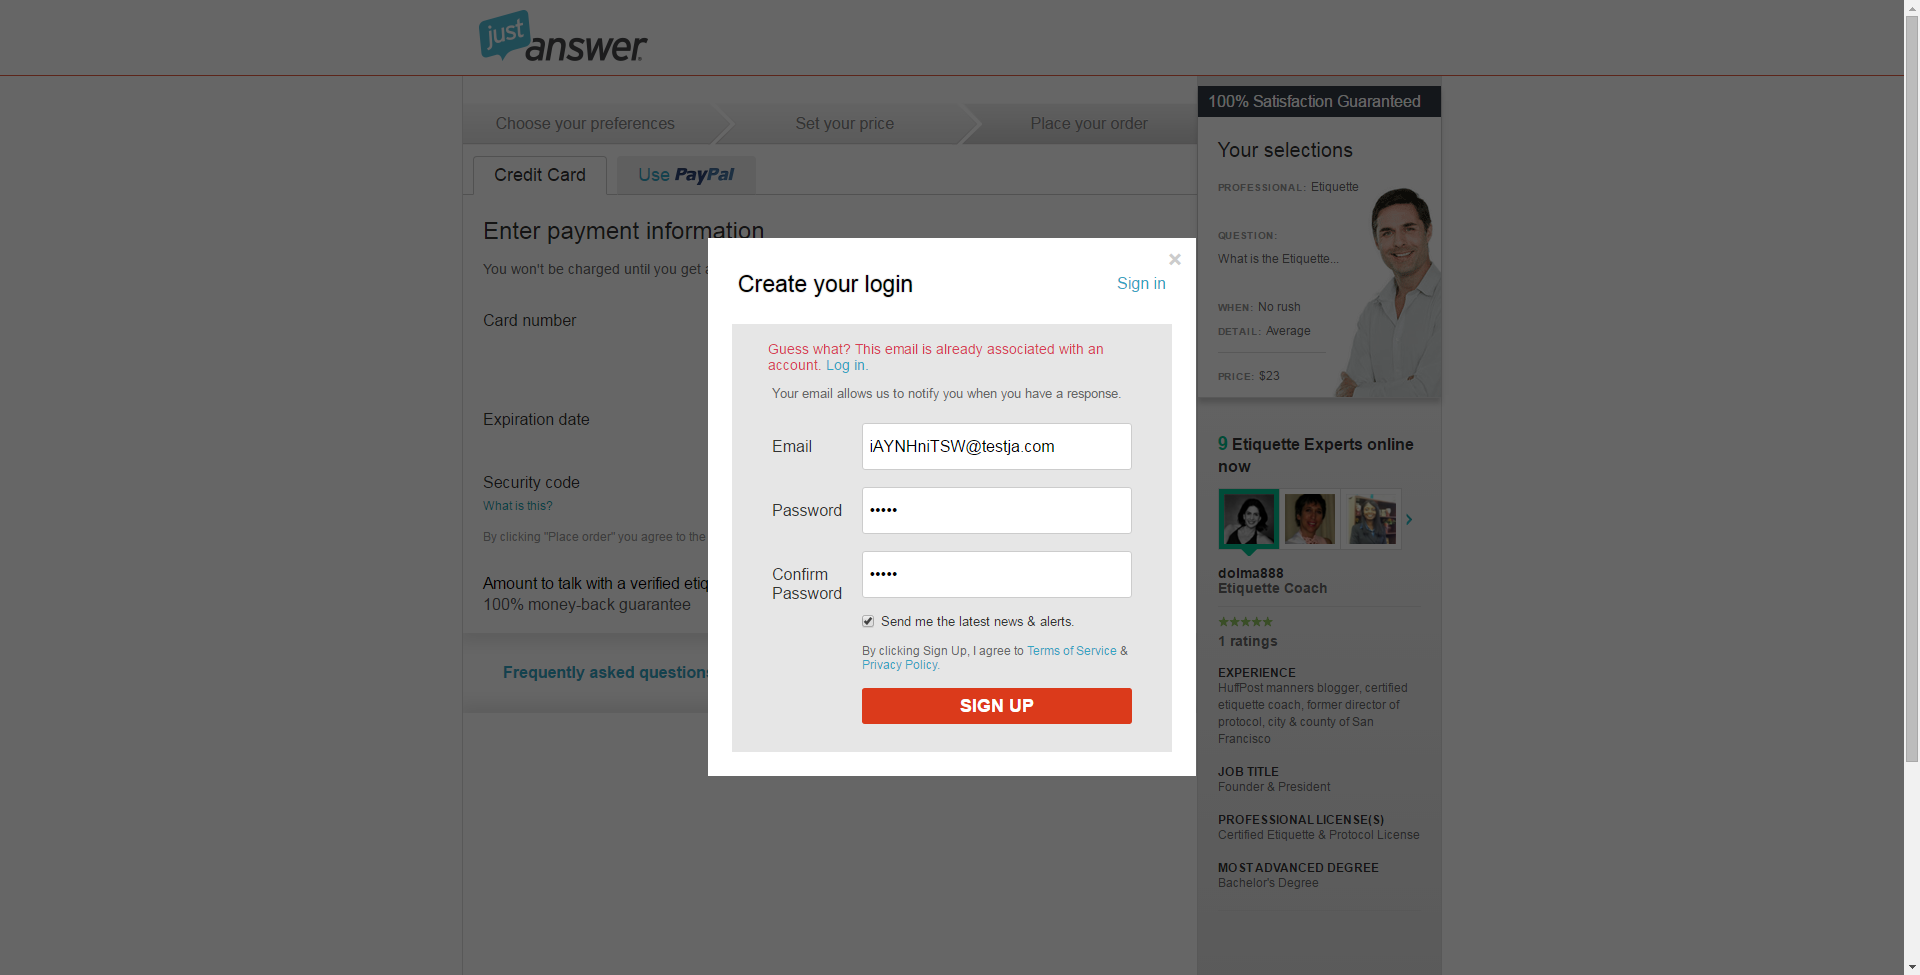 just
answer
Choose your preferences
Set your price
Place your order
Credit Card
Use PayPal
Enter payment information
You won't be charged until you get a
Card number
Expiration date
Security code
What is this?
By clicking "Place order" you agree to the
Amount to talk with a verified etiq
100% money-back guarantee
Frequently asked questions
Create your login
Sign in
Guess what? This email is already associated with an
account. Log in.
Your email allows us to notify you when you have a response.
Email
iAYNHniTSW@testja.com
Password
•••••
Confirm
Password
•••••
Send me the latest news & alerts.
By clicking Sign Up, I agree to Terms of Service &
Privacy Policy.
SIGN UP
100% Satisfaction Guaranteed
Your selections
PROFESSIONAL: Etiquette
QUESTION:
What is the Etiquette...
WHEN: No rush
DETAIL: Average
PRICE: $23
9 Etiquette Experts online
now
dolma888
Etiquette Coach
1 ratings
EXPERIENCE
HuffPost manners blogger, certified
etiquette coach, former director of
protocol, city & county of San
Francisco
JOB TITLE
Founder & President
PROFESSIONAL LICENSE(S)
Certified Etiquette & Protocol License
MOST ADVANCED DEGREE
Bachelor's Degree